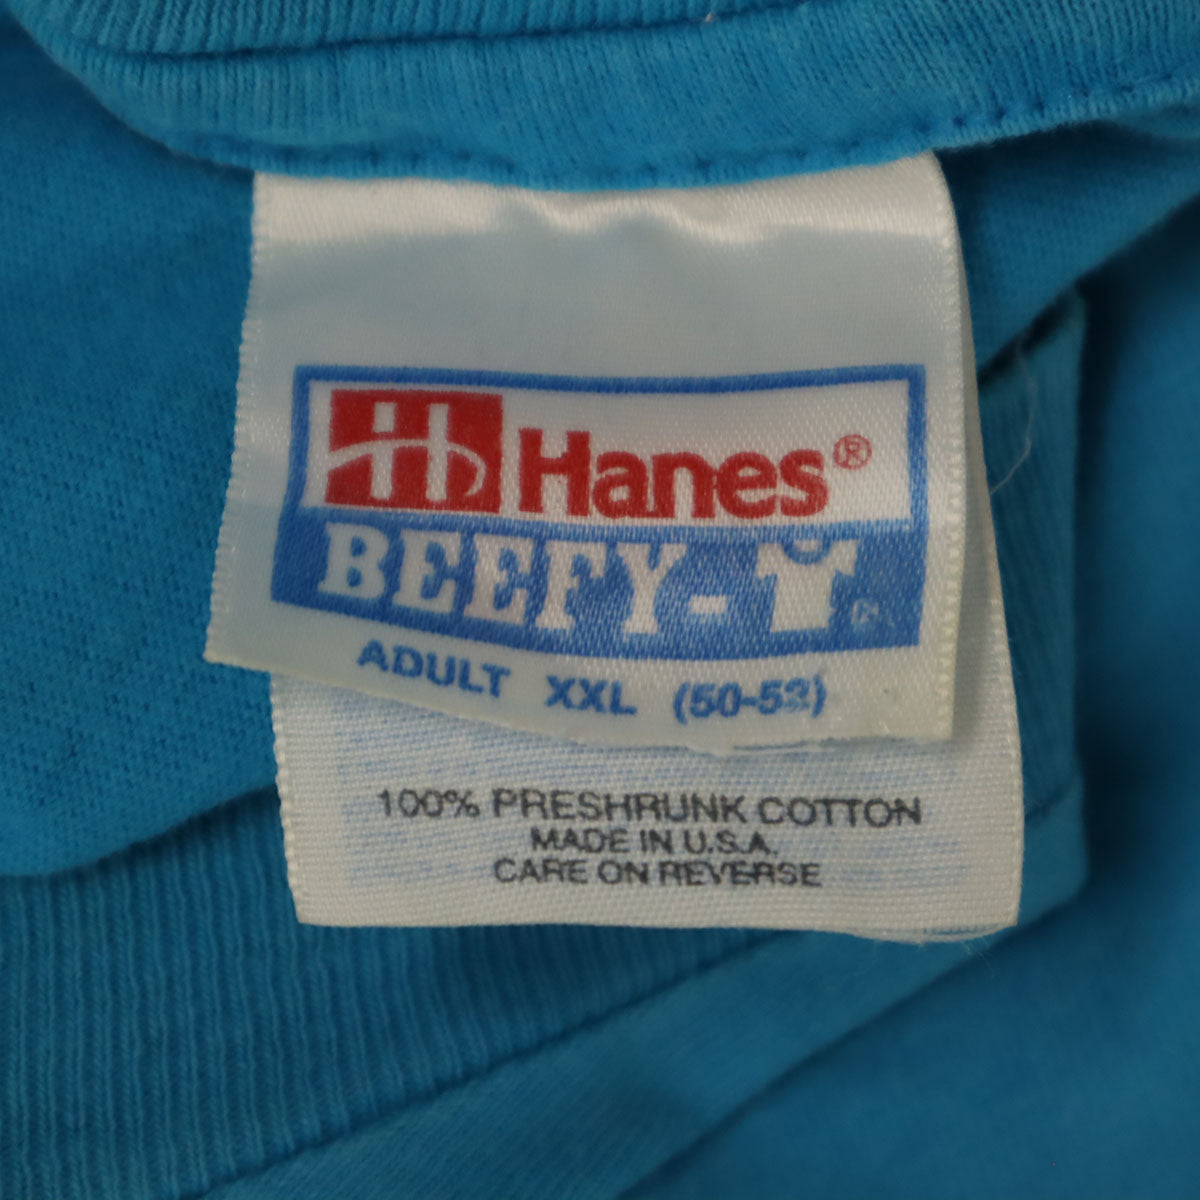 Hanes®
BEEFY-T
ADULT XXL (50-52)
100% PRESHRUNK COTTON
MADE IN U.S.A.
CARE ON REVERSE